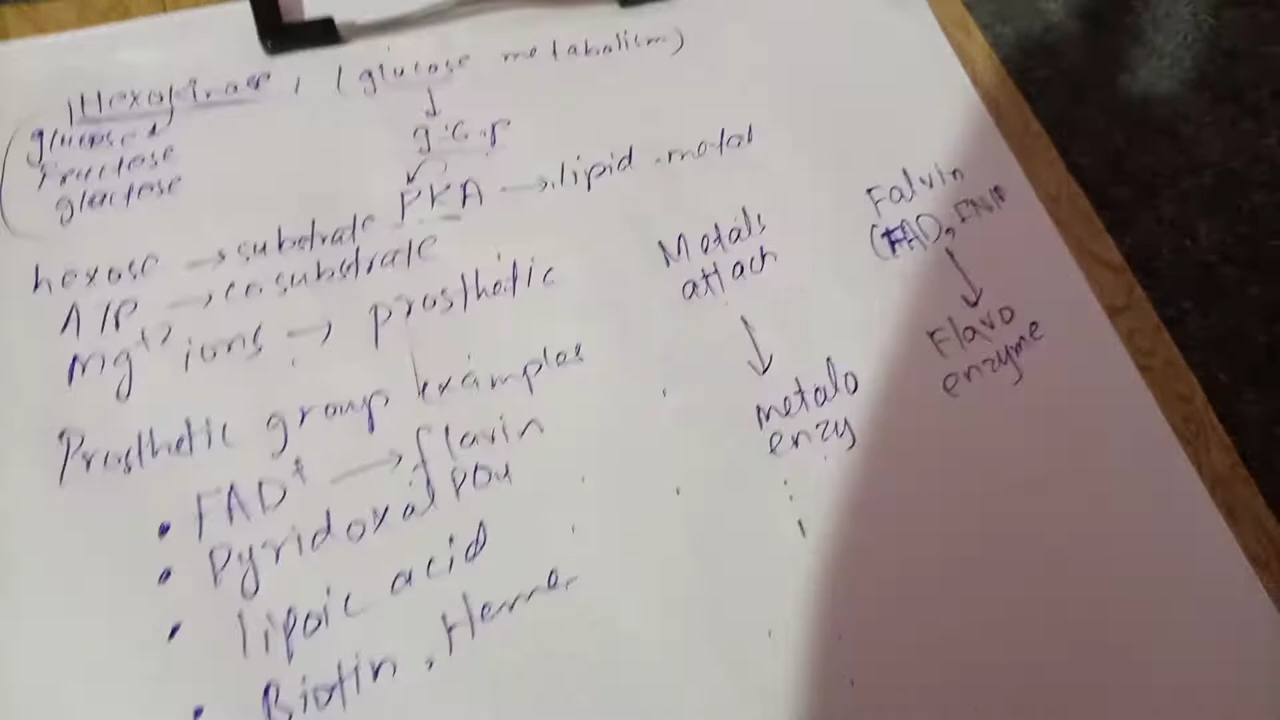 Hexokinase, (glucose metabolism)
glucose
fructose
glactose
g.6.p
PKA → lipid metab
hexose → substrate
ATP → cosubstrate
Mg+2 ions → prosthetic
Prosthetic group examples
• FAD+ → flavin
• Pyridoxal PO4
• lipoic acid
• Biotin, Heme
Metals
attach
metalo
enzy
Falvin
(FAD, FMN
Flavo
enzyme